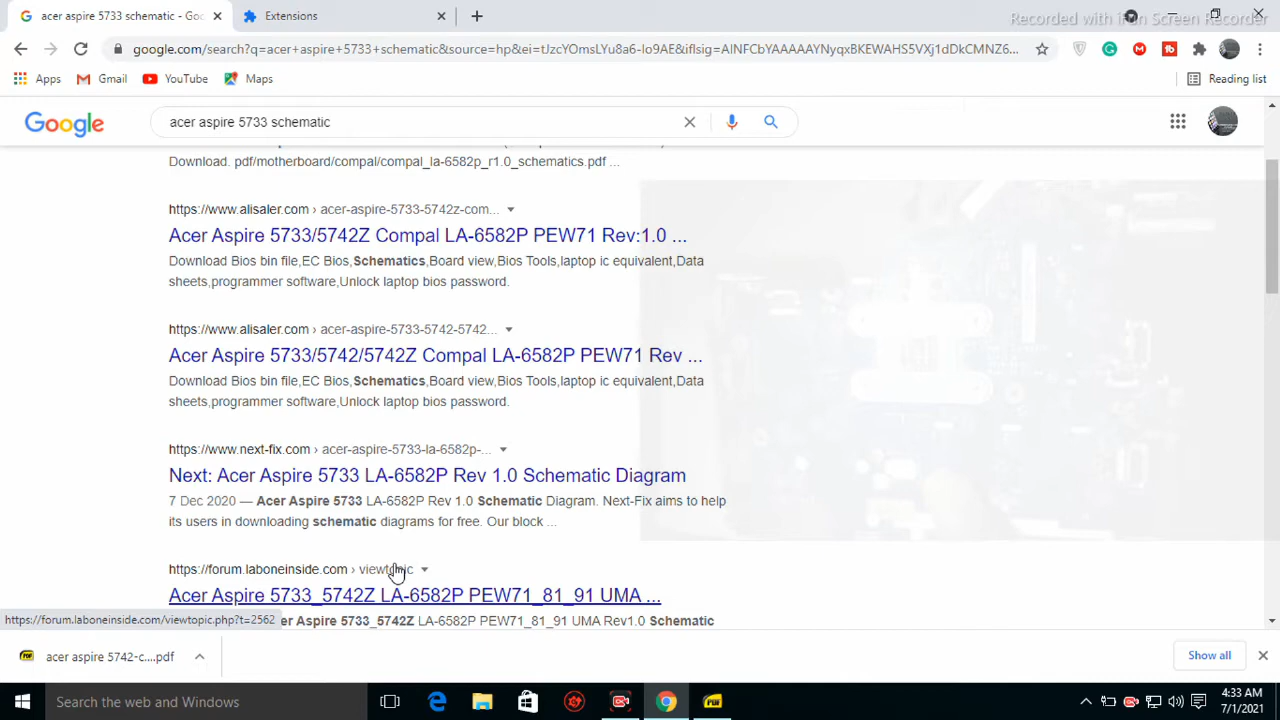 acer aspire 5733 schematic - Goo
Extensions
Recorded with iFun Screen Recorder
google.com/search?q=acer+aspire+5733+schematic&source=hp&ei=tJzcYOmsLYu8a6-Io9AE&iflsig=AINFCbYAAAAAYNyqxBKEWAHS5VXj1dDkCMNZ6...
Apps Gmail YouTube Maps Reading list
Google
acer aspire 5733 schematic
Download. pdf/motherboard/compal/compal_la-6582p_r1.0_schematics.pdf ...
https://www.alisaler.com › acer-aspire-5733-5742z-com...
Acer Aspire 5733/5742Z Compal LA-6582P PEW71 Rev:1.0 ...
Download Bios bin file,EC Bios,Schematics,Board view,Bios Tools,laptop ic equivalent,Data
sheets,programmer software,Unlock laptop bios password.
https://www.alisaler.com › acer-aspire-5733-5742-5742...
Acer Aspire 5733/5742/5742Z Compal LA-6582P PEW71 Rev ...
Download Bios bin file,EC Bios,Schematics,Board view,Bios Tools,laptop ic equivalent,Data
sheets,programmer software,Unlock laptop bios password.
https://www.next-fix.com › acer-aspire-5733-la-6582p-...
Next: Acer Aspire 5733 LA-6582P Rev 1.0 Schematic Diagram
7 Dec 2020 — Acer Aspire 5733 LA-6582P Rev 1.0 Schematic Diagram. Next-Fix aims to help
its users in downloading schematic diagrams for free. Our block ...
https://forum.laboneinside.com › viewtopic
Acer Aspire 5733_5742Z LA-6582P PEW71_81_91 UMA ...
https://forum.laboneinside.com/viewtopic.php?t=2562
er Aspire 5733_5742Z LA-6582P PEW71_81_91 UMA Rev1.0 Schematic
acer aspire 5742-c....pdf
Show all
Search the web and Windows
4:33 AM
7/1/2021